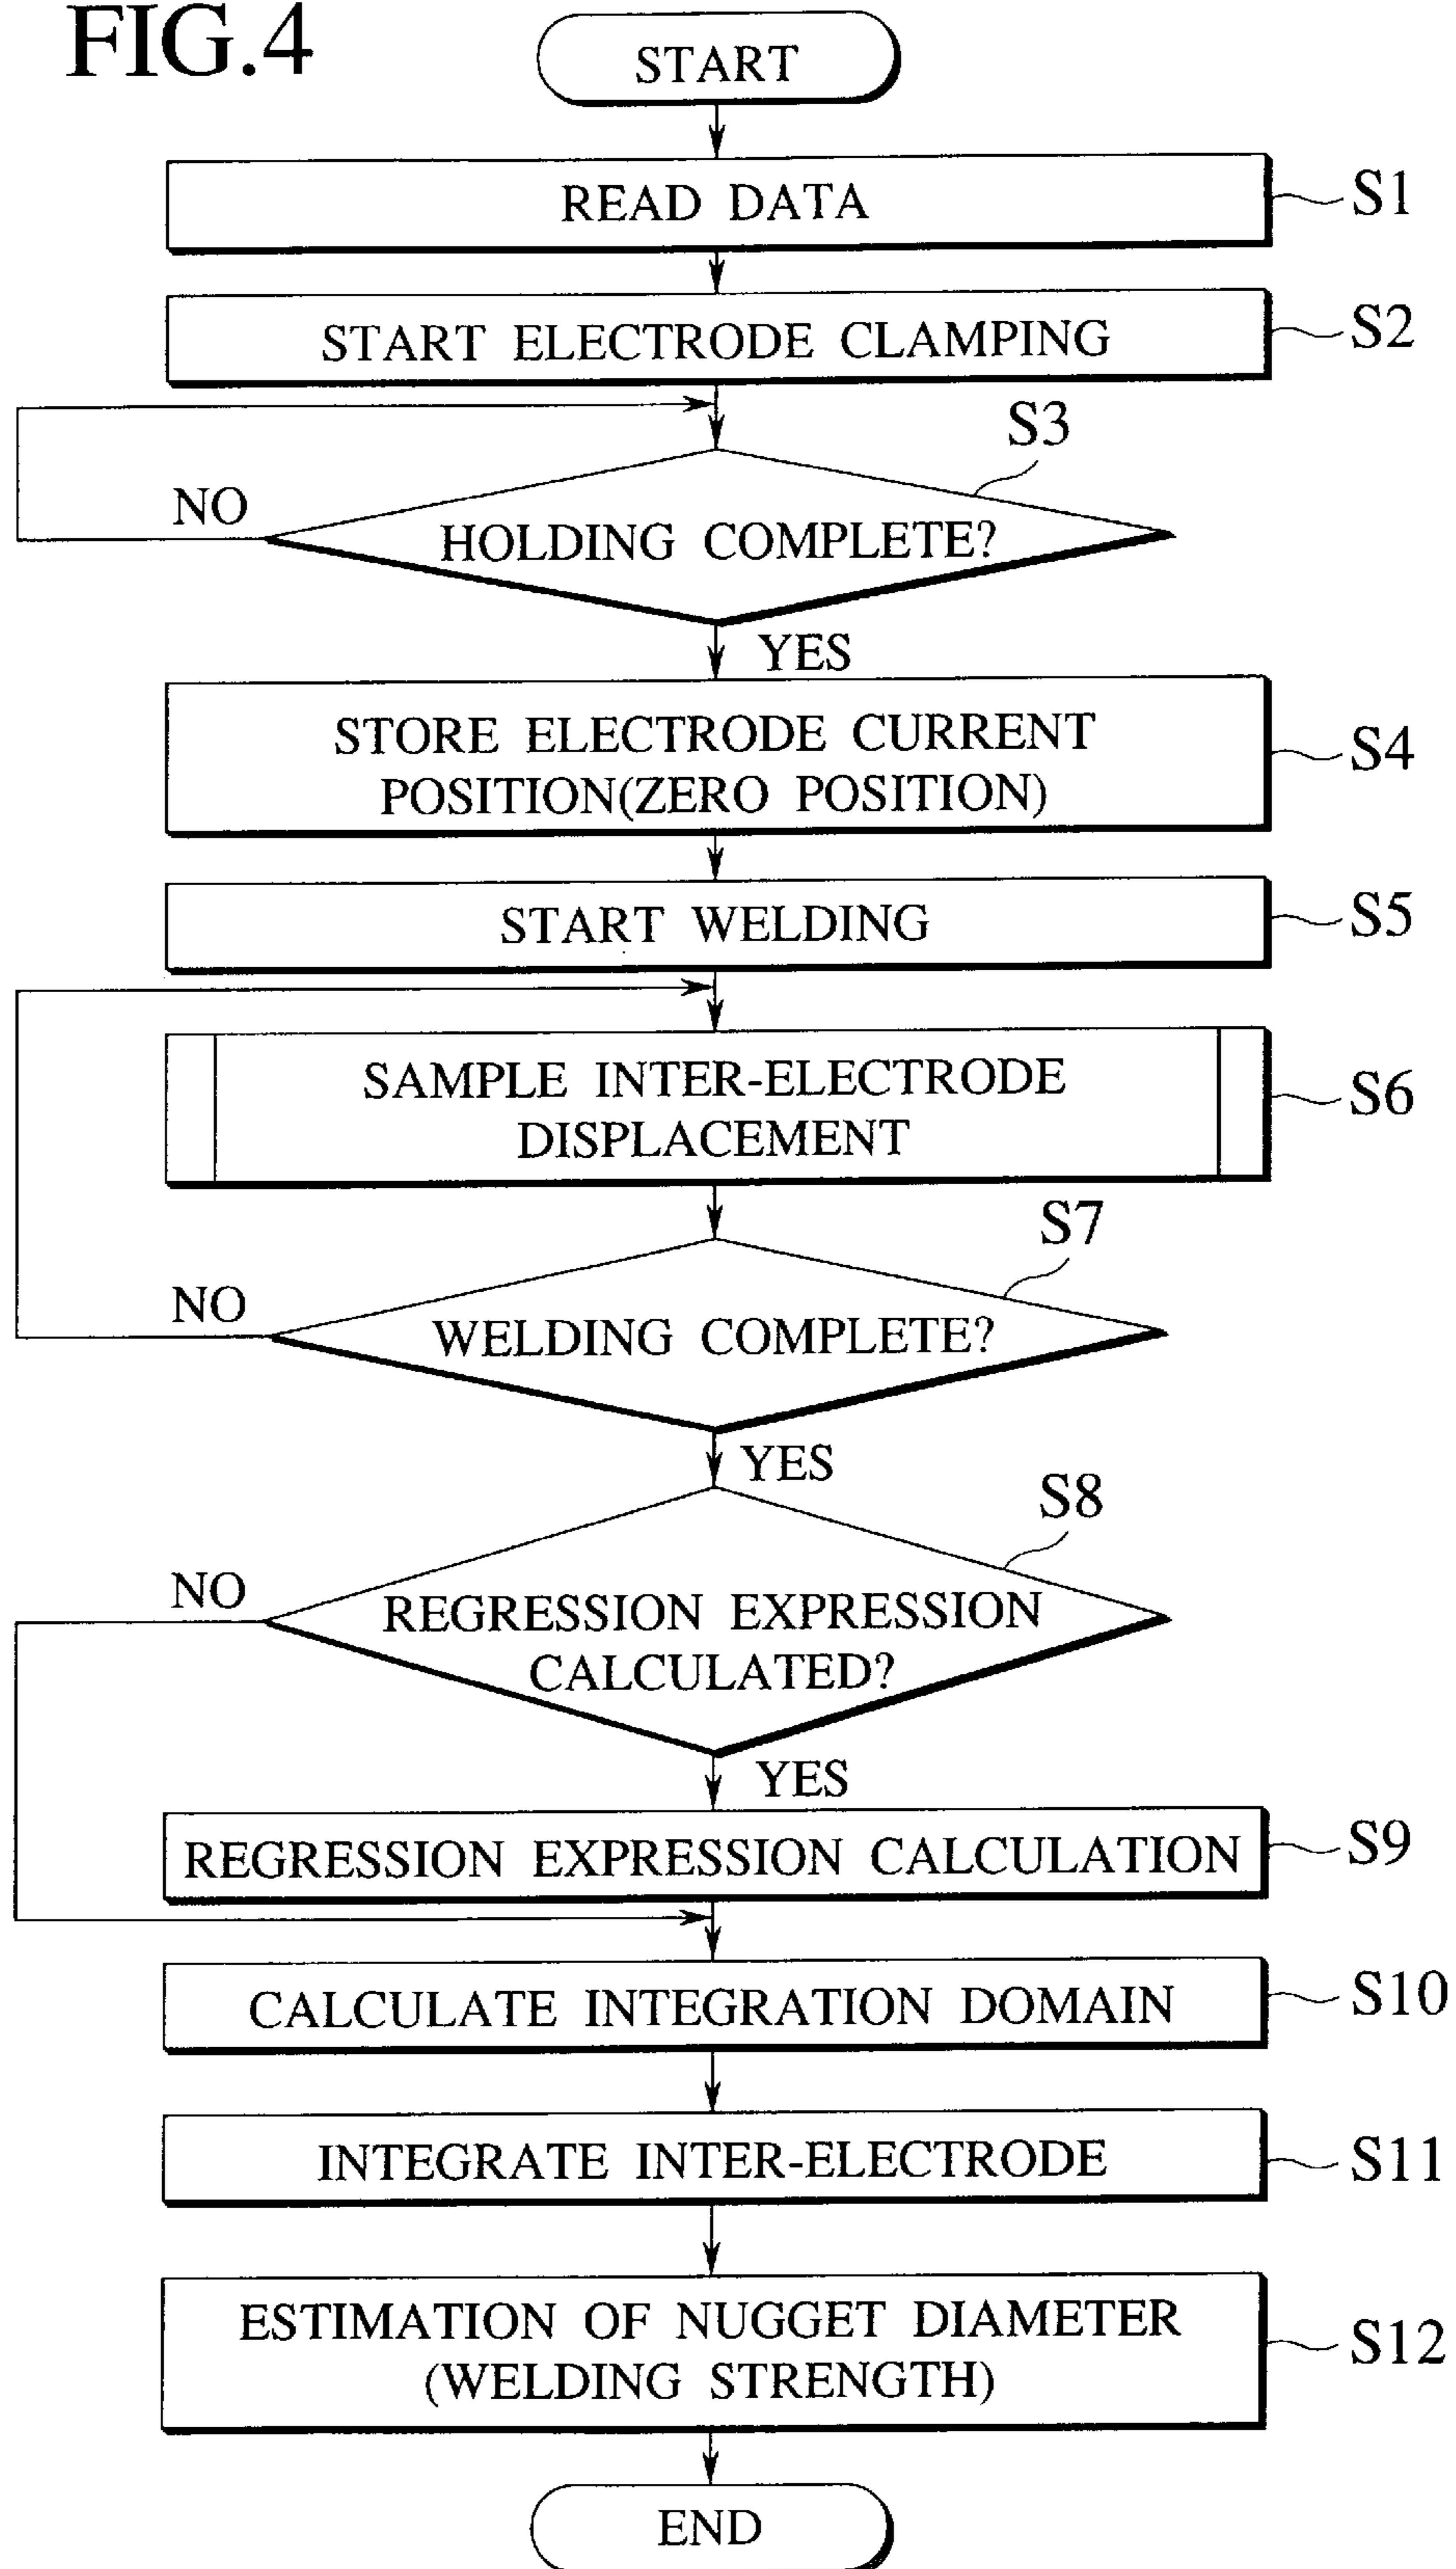 FIG.4
START
READ DATA
S1
START ELECTRODE CLAMPING
S2
S3
NO
HOLDING COMPLETE?
YES
STORE ELECTRODE CURRENT
POSITION(ZERO POSITION)
S4
START WELDING
S5
SAMPLE INTER-ELECTRODE
DISPLACEMENT
S6
S7
NO
WELDING COMPLETE?
YES
S8
NO
REGRESSION EXPRESSION
CALCULATED?
YES
REGRESSION EXPRESSION CALCULATION
S9
CALCULATE INTEGRATION DOMAIN
S10
INTEGRATE INTER-ELECTRODE
S11
ESTIMATION OF NUGGET DIAMETER
(WELDING STRENGTH)
S12
END